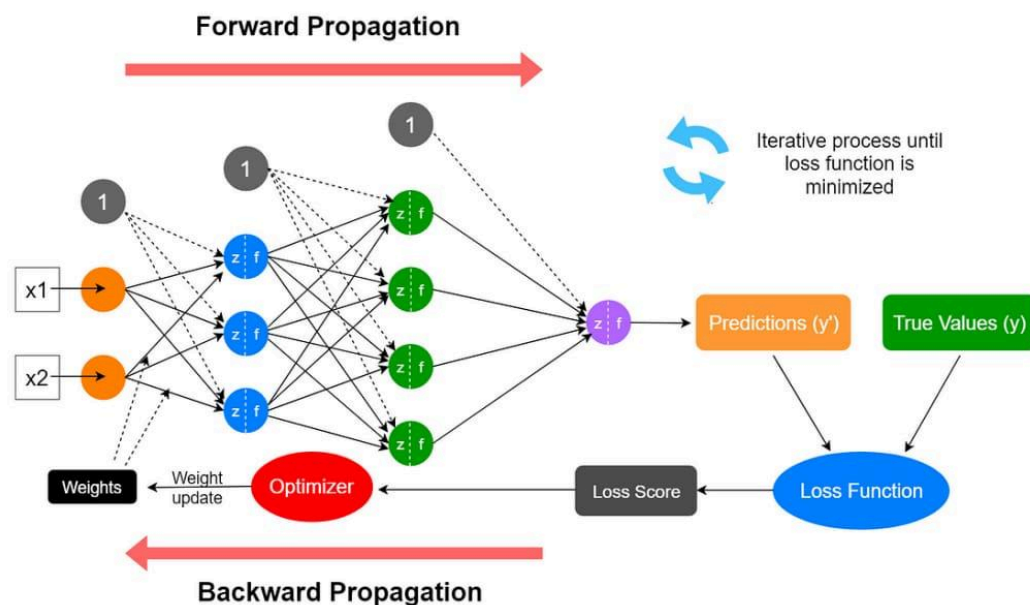 Forward Propagation
1
1
1
Iterative process until
loss function is
minimized
z f
z f
x1
z f
z f
z f
Predictions (y')
True Values (y)
z f
x2
z f
z f
z f
Weights
Weight
update
Optimizer
Loss Score
Loss Function
Backward Propagation